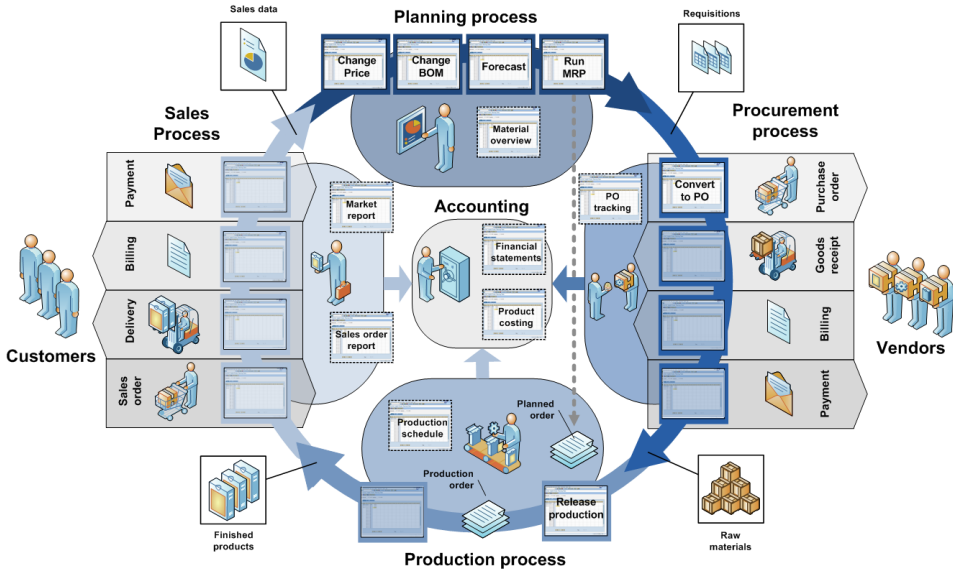 Sales data
Planning process
Requisitions
Change
Price
Change
BOM
Forecast
Run
MRP
Sales
Process
Procurement
process
Material
overview
Payment
Billing
Delivery
Sales
order
Customers
Market
report
Sales order
report
Accounting
Financial
statements
Product
costing
PO
tracking
Convert
to PO
Purchase
order
Goods
receipt
Billing
Payment
Vendors
Production
schedule
Planned
order
Production
order
Release
production
Finished
products
Production process
Raw
materials